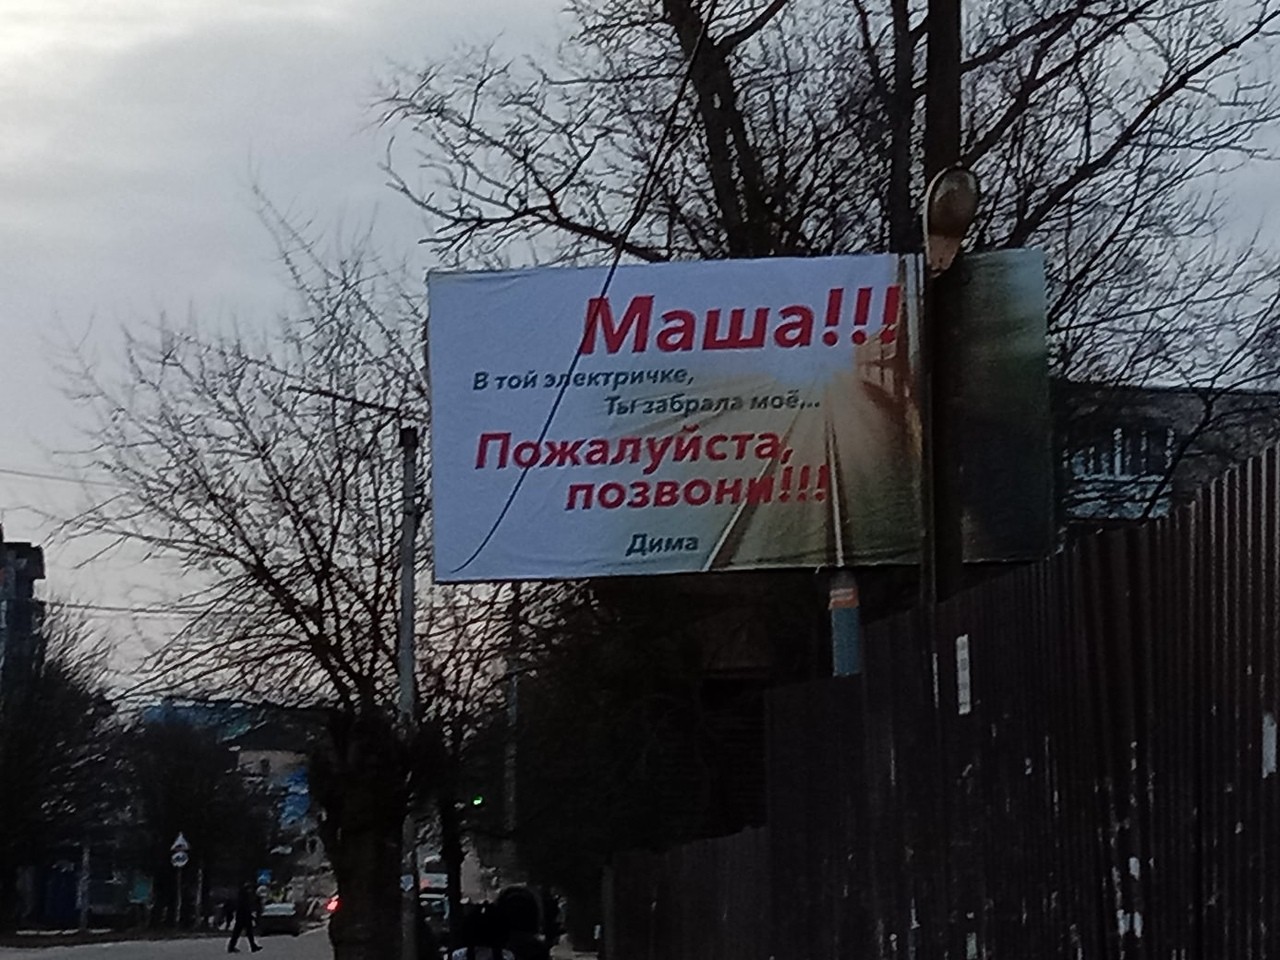 Маша!!!
В той электричке,
Ты забрала моё,..
Пожалуйста,
позвони!!!
Дима